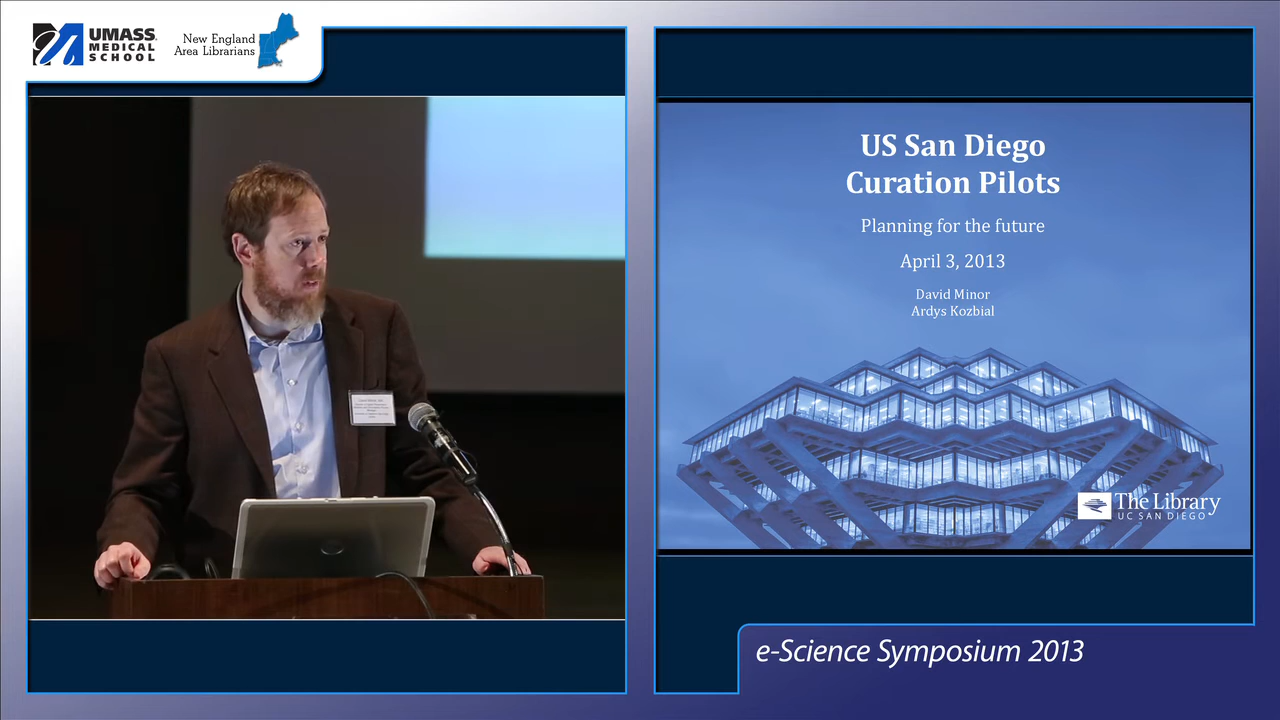 UMASS
MEDICAL
SCHOOL
New England
Area Librarians
US San Diego
Curation Pilots
Planning for the future
April 3, 2013
David Minor
Ardys Kozbial
The Library
UC SAN DIEGO
e-Science Symposium 2013